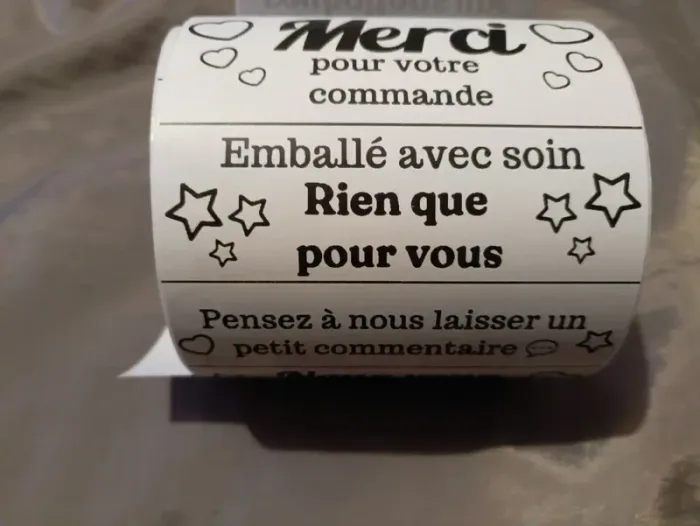 Merci
pour votre
commande
Emballé avec soin
Rien que
pour vous
Pensez à nous laisser un
petit commentaire